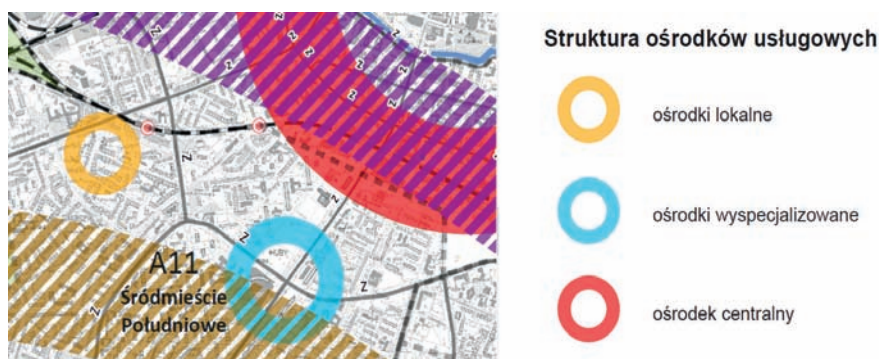 A11
Śródmieście
Południowe
Z
Z
Z
Z
Z
Z
Z
Z
Struktura ośrodków usługowych
ośrodki lokalne
ośrodki wyspecjalizowane
ośrodek centralny